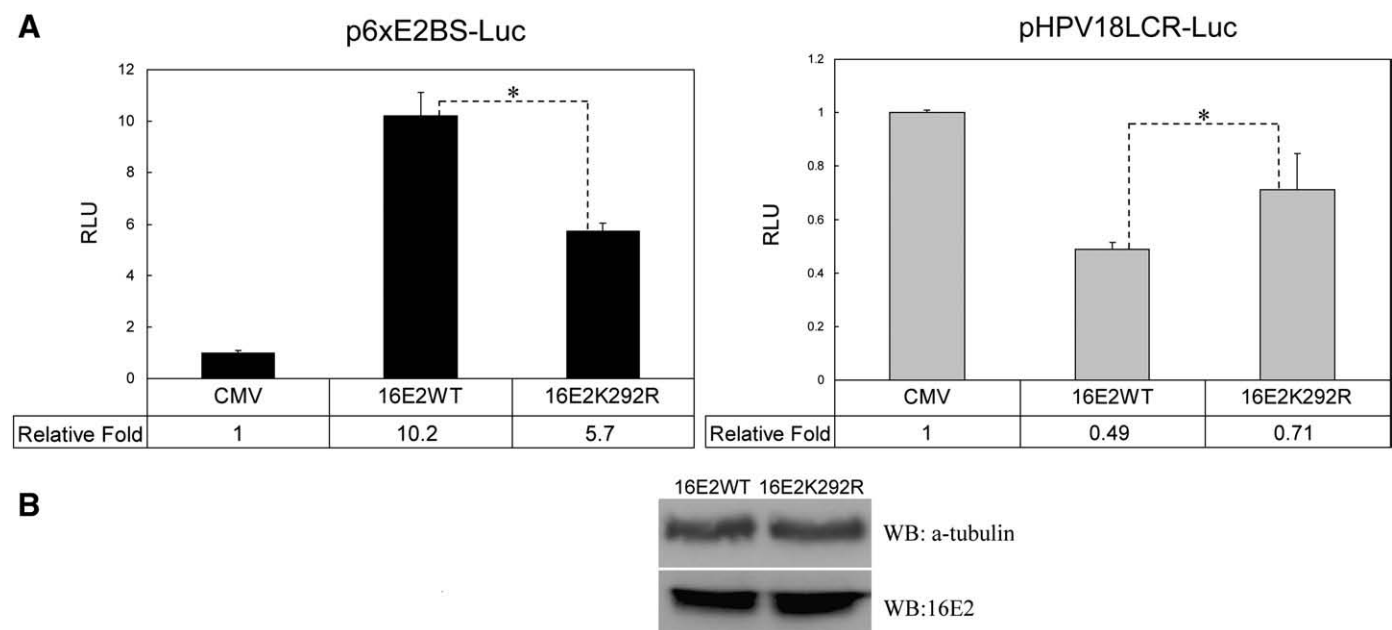 A
p6xE2BS-Luc
RLU
12
10
8
6
4
2
0
*
CMV 16E2WT 16E2K292R
Relative Fold 1 10.2 5.7
pHPV18LCR-Luc
RLU
1.2
1
0.8
0.6
0.4
0.2
0
*
CMV 16E2WT 16E2K292R
Relative Fold 1 0.49 0.71
B
16E2WT 16E2K292R
WB: a-tubulin
WB:16E2